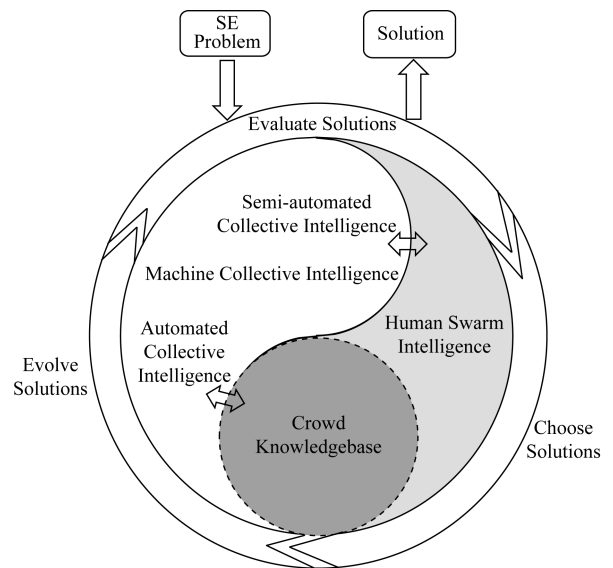 SE
Problem
Solution
Evaluate Solutions
Semi-automated
Collective Intelligence
Machine Collective Intelligence
Automated
Collective
Intelligence
Human Swarm
Intelligence
Evolve
Solutions
Crowd
Knowledgebase
Choose
Solutions